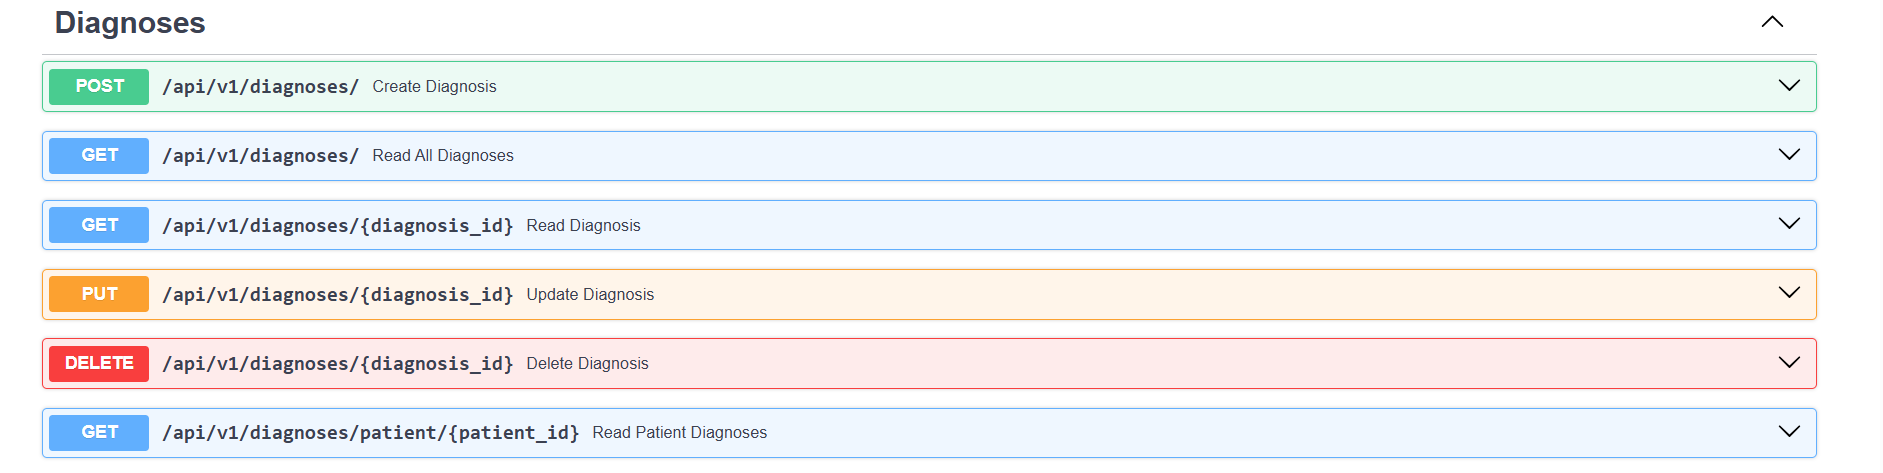 Diagnoses
POST /api/v1/diagnoses/ Create Diagnosis
GET /api/v1/diagnoses/ Read All Diagnoses
GET /api/v1/diagnoses/{diagnosis_id} Read Diagnosis
PUT /api/v1/diagnoses/{diagnosis_id} Update Diagnosis
DELETE /api/v1/diagnoses/{diagnosis_id} Delete Diagnosis
GET /api/v1/diagnoses/patient/{patient_id} Read Patient Diagnoses